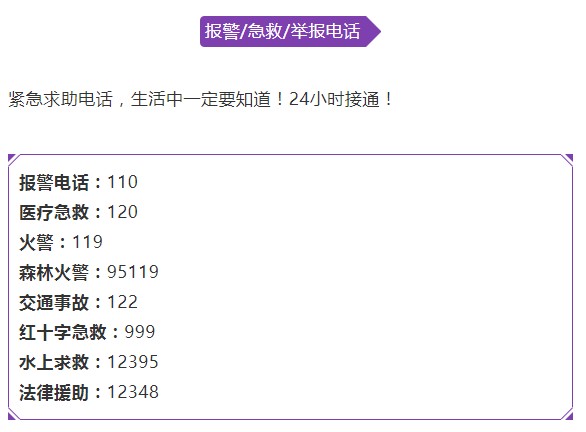 报警/急救/举报电话
紧急求助电话，生活中一定要知道！24小时接通！
报警电话：110
医疗急救：120
火警：119
森林火警：95119
交通事故：122
红十字急救：999
水上求救：12395
法律援助：12348